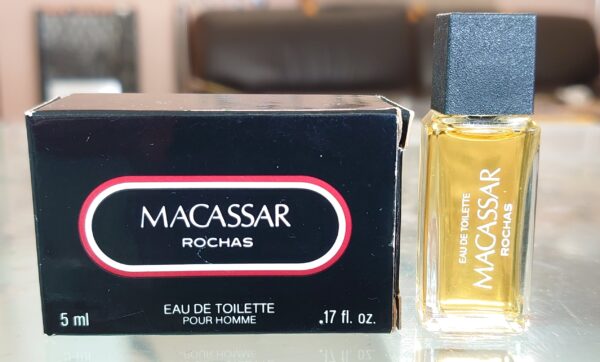 MACASSAR
ROCHAS
EAU DE TOILETTE
POUR HOMME
5 ml
.17 fl. oz.
EAU DE TOILETTE
MACASSAR
ROCHAS